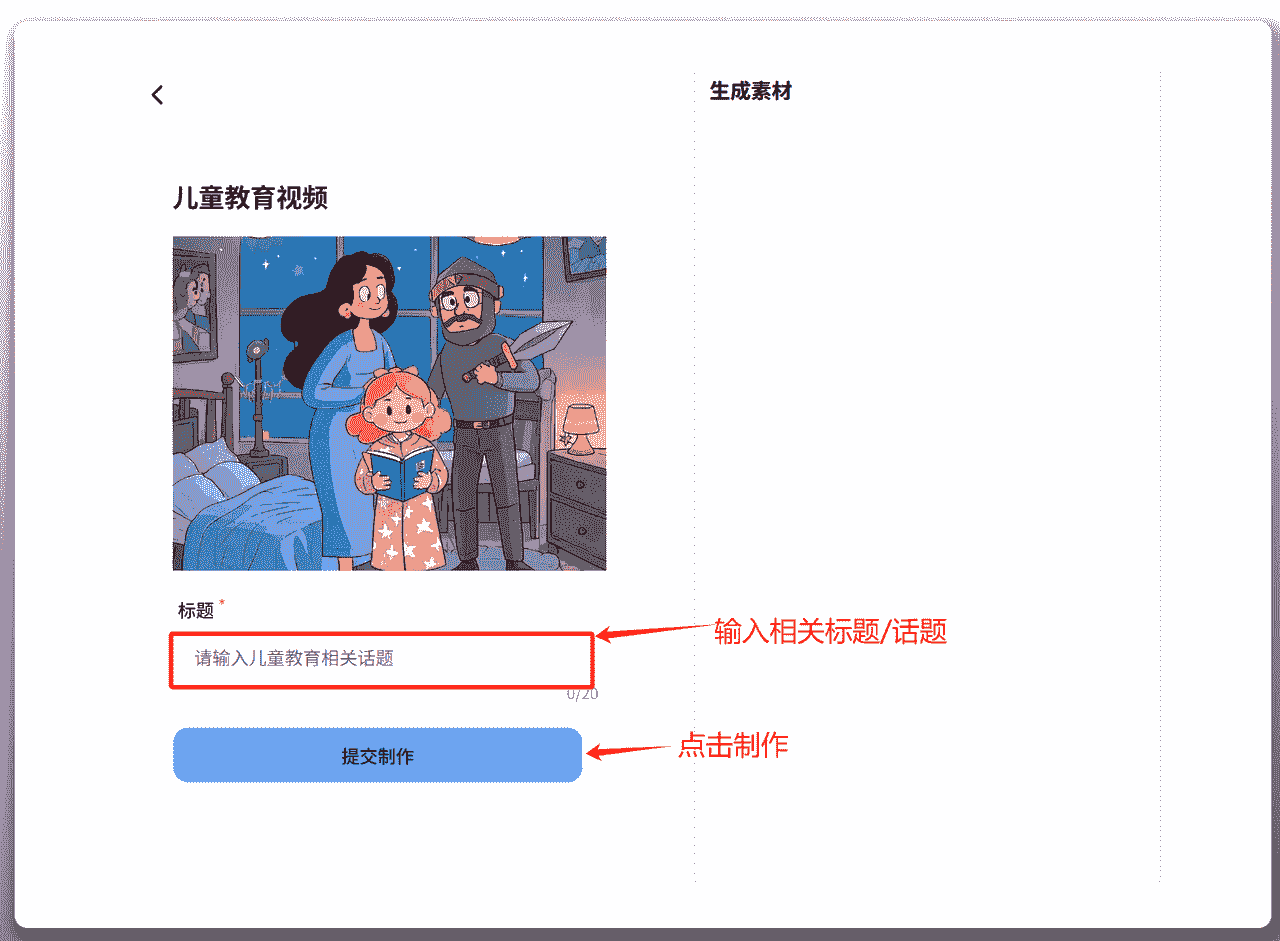 生成素材
儿童教育视频
标题 *
请输入儿童教育相关话题
0/20
提交制作
输入相关标题/话题
点击制作